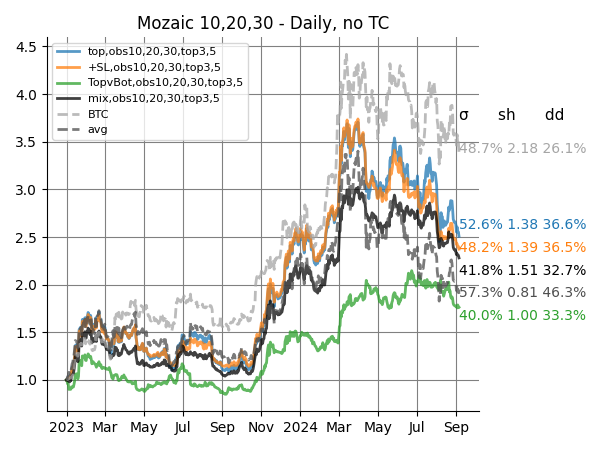 Mozaic 10,20,30 - Daily, no TC
top,obs10,20,30,top3,5
+SL,obs10,20,30,top3,5
TopvBot,obs10,20,30,top3,5
mix,obs10,20,30,top3,5
BTC
avg
4.5
4.0
3.5
3.0
2.5
2.0
1.5
1.0
σ sh dd
48.7% 2.18 26.1%
52.6% 1.38 36.6%
48.2% 1.39 36.5%
41.8% 1.51 32.7%
57.3% 0.81 46.3%
40.0% 1.00 33.3%
2023 Mar May Jul Sep Nov 2024 Mar May Jul Sep